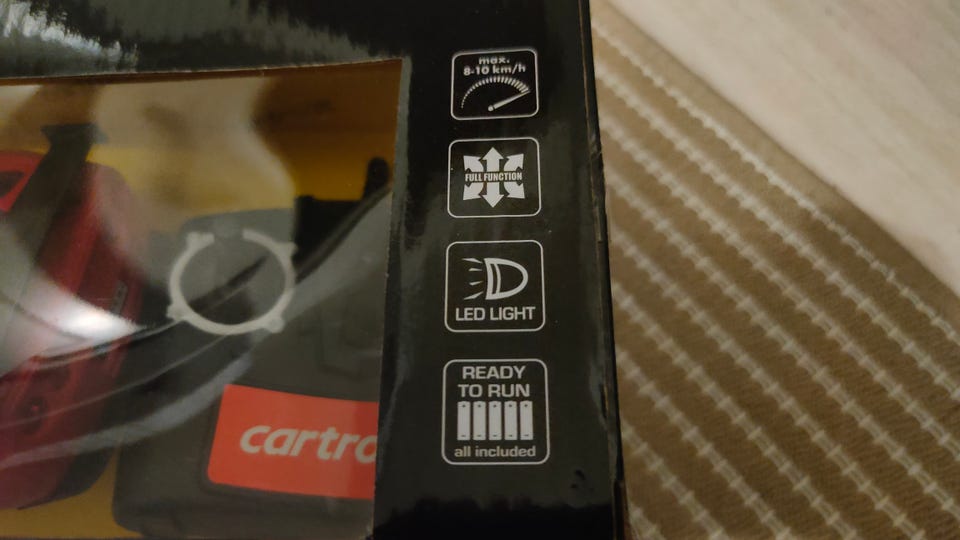 max.
8-10 km/h
FULL FUNCTION
LED LIGHT
READY
TO RUN
all included
cartro